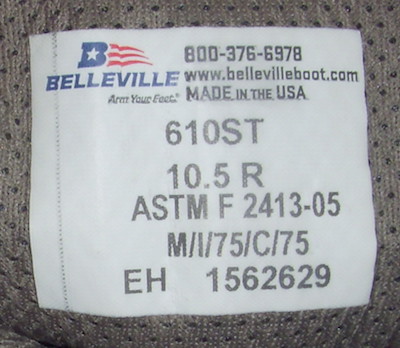 B
BELLEVILLE
Arm Your Feet.®
800-376-6978
www.bellevilleboot.com
MADE IN THE USA
610ST
10.5 R
ASTM F 2413-05
M/I/75/C/75
EH 1562629